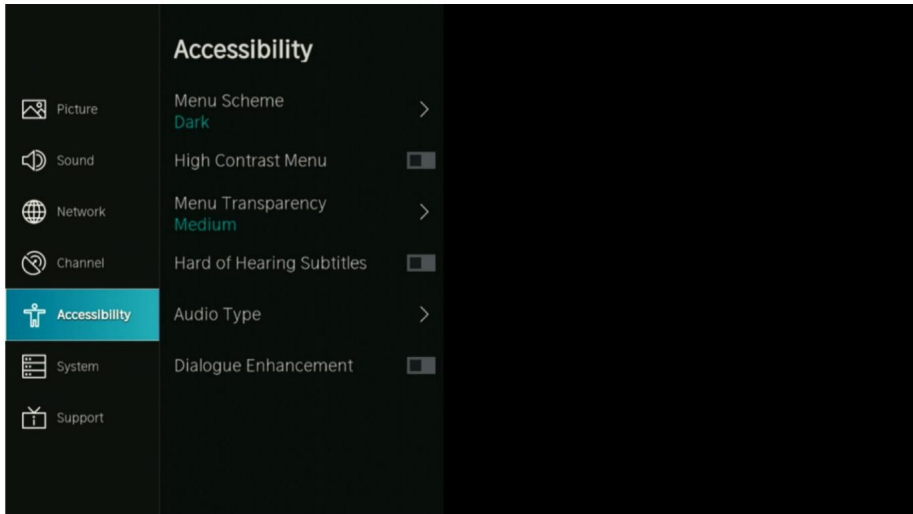 Picture
Sound
Network
Channel
Accessibility
System
Support
Accessibility
Menu Scheme
Dark
High Contrast Menu
Menu Transparency
Medium
Hard of Hearing Subtitles
Audio Type
Dialogue Enhancement